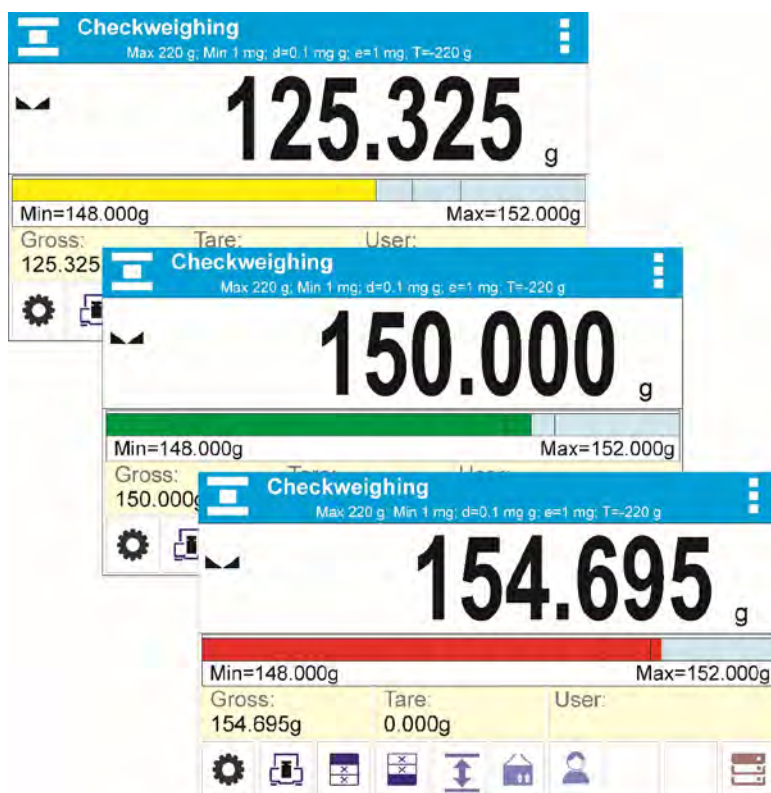 Checkweighing
Max 220 g; Min 1 mg; d=0.1 mg g; e=1 mg; T=-220 g
125.325 g
Min=148.000g Max=152.000g
Gross: Tare: User:
125.325
Checkweighing
Max 220 g; Min 1 mg; d=0.1 mg g; e=1 mg; T=-220 g
150.000 g
Min=148.000g Max=152.000g
Gross:
150.000g
Checkweighing
Max 220 g; Min 1 mg; d=0.1 mg g; e=1 mg; T=-220 g
154.695 g
Min=148.000g Max=152.000g
Gross: Tare: User:
154.695g 0.000g